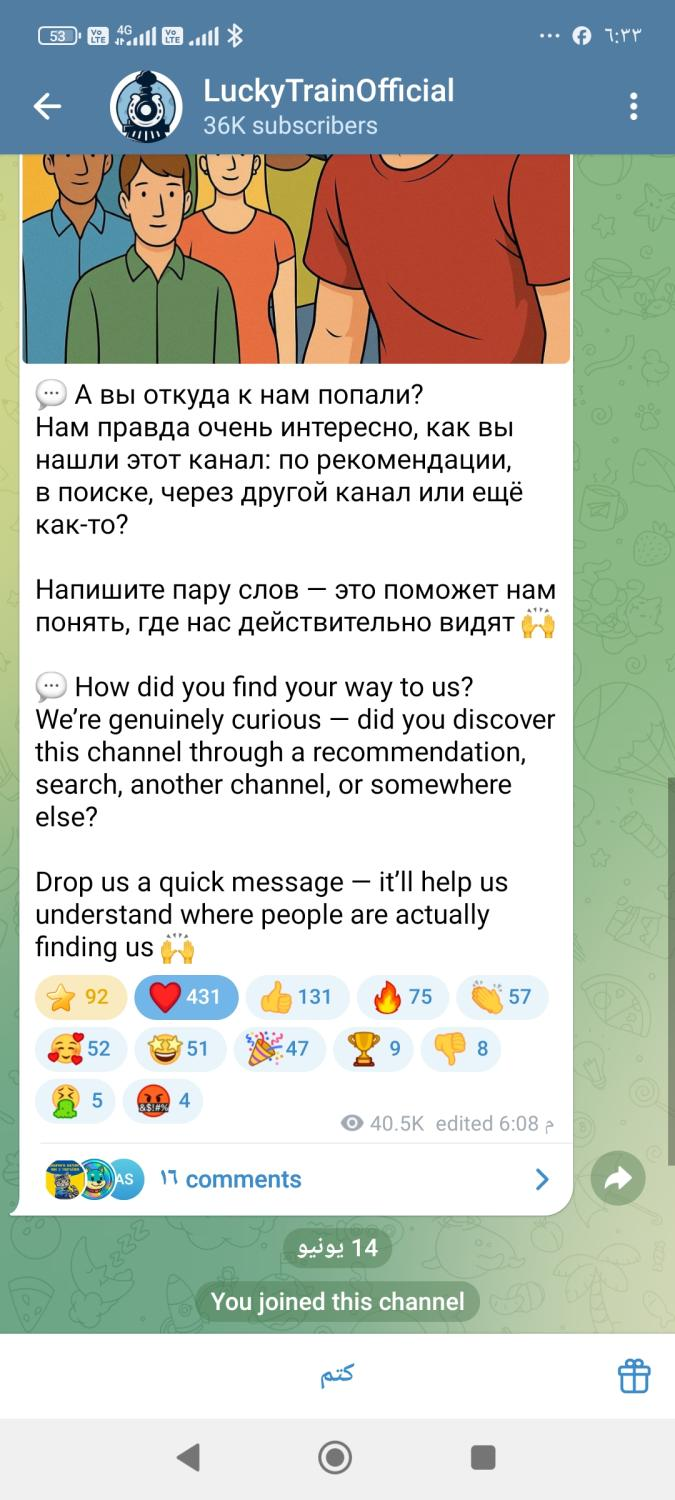 53
Vo LTE
4G
Vo LTE
٦:٣٣
LuckyTrainOfficial
36K subscribers
💬 А вы откуда к нам попали?
Нам правда очень интересно, как вы
нашли этот канал: по рекомендации,
в поиске, через другой канал или ещё
как-то?
Напишите пару слов — это поможет нам
понять, где нас действительно видят 🙌
💬 How did you find your way to us?
We’re genuinely curious — did you discover
this channel through a recommendation,
search, another channel, or somewhere
else?
Drop us a quick message — it’ll help us
understand where people are actually
finding us 🙌
⭐ 92 ❤️ 431 👍 131 🔥 75 👏 57
🥰 52 🤩 51 🎉 47 🏆 9 👎 8
🤮 5 🤬 4
40.5K edited 6:08 م
AS
١٦ comments
14 يونيو
You joined this channel
كتم